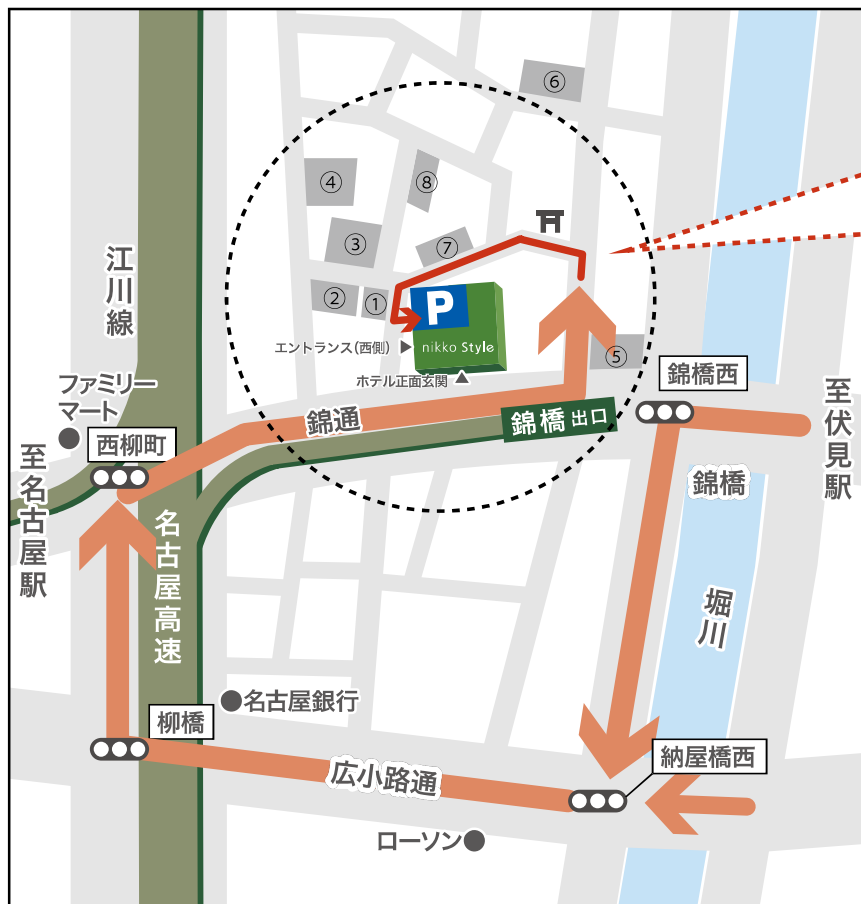 ⑥
④
⑧
③
⑦
②
①
P
nikko Style
⑤
エントランス(西側)
ホテル正面玄関
江川線
ファミリー
マート
西柳町
錦通
錦橋 出口
錦橋西
至伏見駅
錦橋
至名古屋駅
名古屋高速
堀川
名古屋銀行
柳橋
広小路通
納屋橋西
ローソン